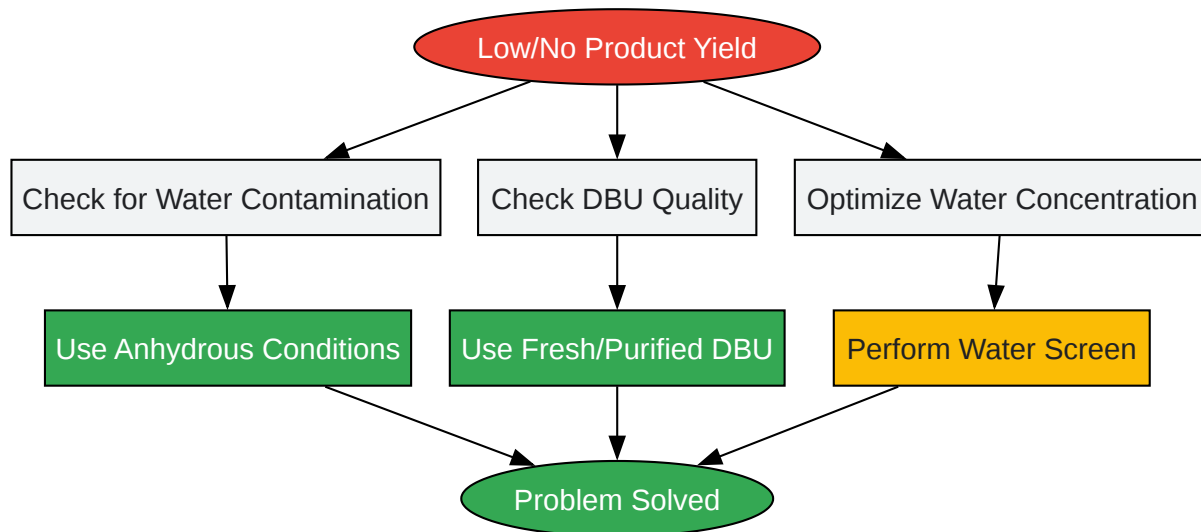 Low/No Product Yield
Check for Water Contamination
Check DBU Quality
Optimize Water Concentration
Use Anhydrous Conditions
Use Fresh/Purified DBU
Perform Water Screen
Problem Solved